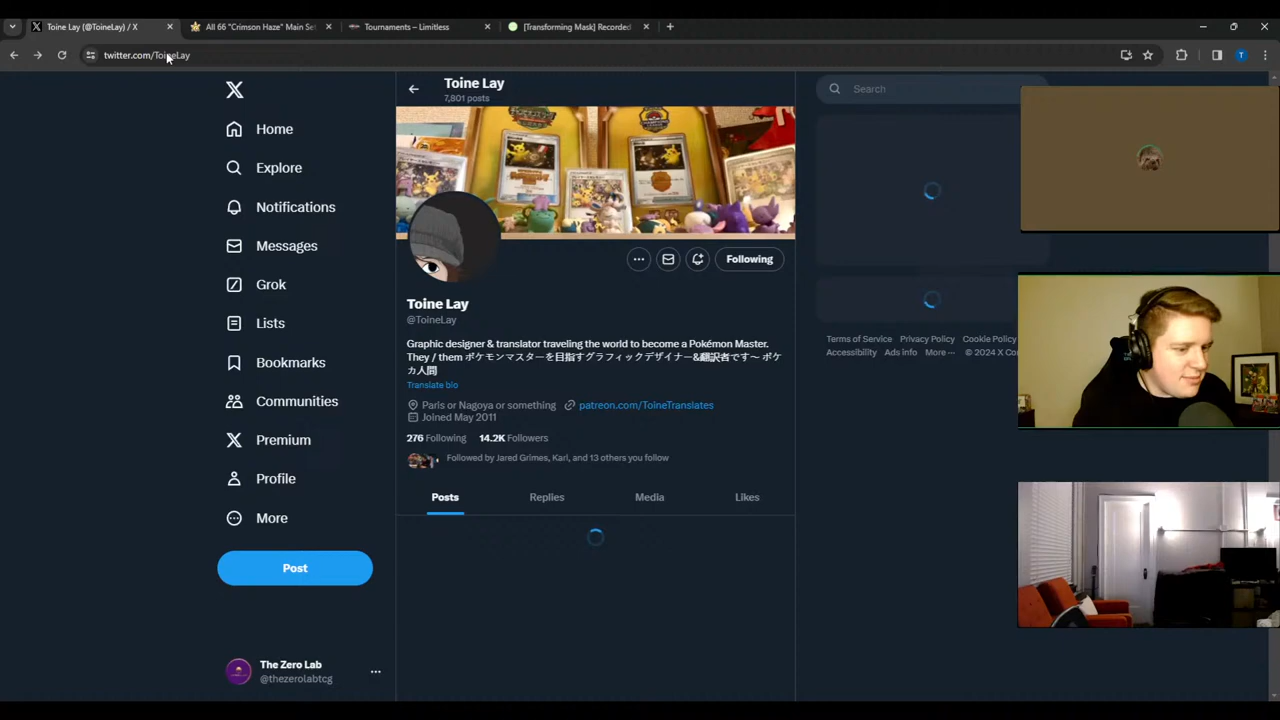 Toine Lay (@ToineLay) / X
All 66 "Crimson Haze" Main Se
Tournaments – Limitless
[Transforming Mask] Recorded
twitter.com/ToineLay
T
Toine Lay
7,801 posts
Search
Home
Explore
Notifications
Messages
Grok
Lists
Bookmarks
Communities
Premium
Profile
More
Post
The Zero Lab
@thezerolabtcg
Following
Toine Lay
@ToineLay
Graphic designer & translator traveling the world to become a Pokémon Master.
They / them ポケモンマスターを目指すグラフィックデザイナー&翻訳者です〜 ポケ
カ人間
Translate bio
Paris or Nagoya or something patreon.com/ToineTranslates
Joined May 2011
276 Following 14.2K Followers
Followed by Jared Grimes, Karl, and 13 others you follow
Posts Replies Media Likes
Terms of Service Privacy Policy Cookie Policy
Accessibility Ads info More ··· © 2024 X Co